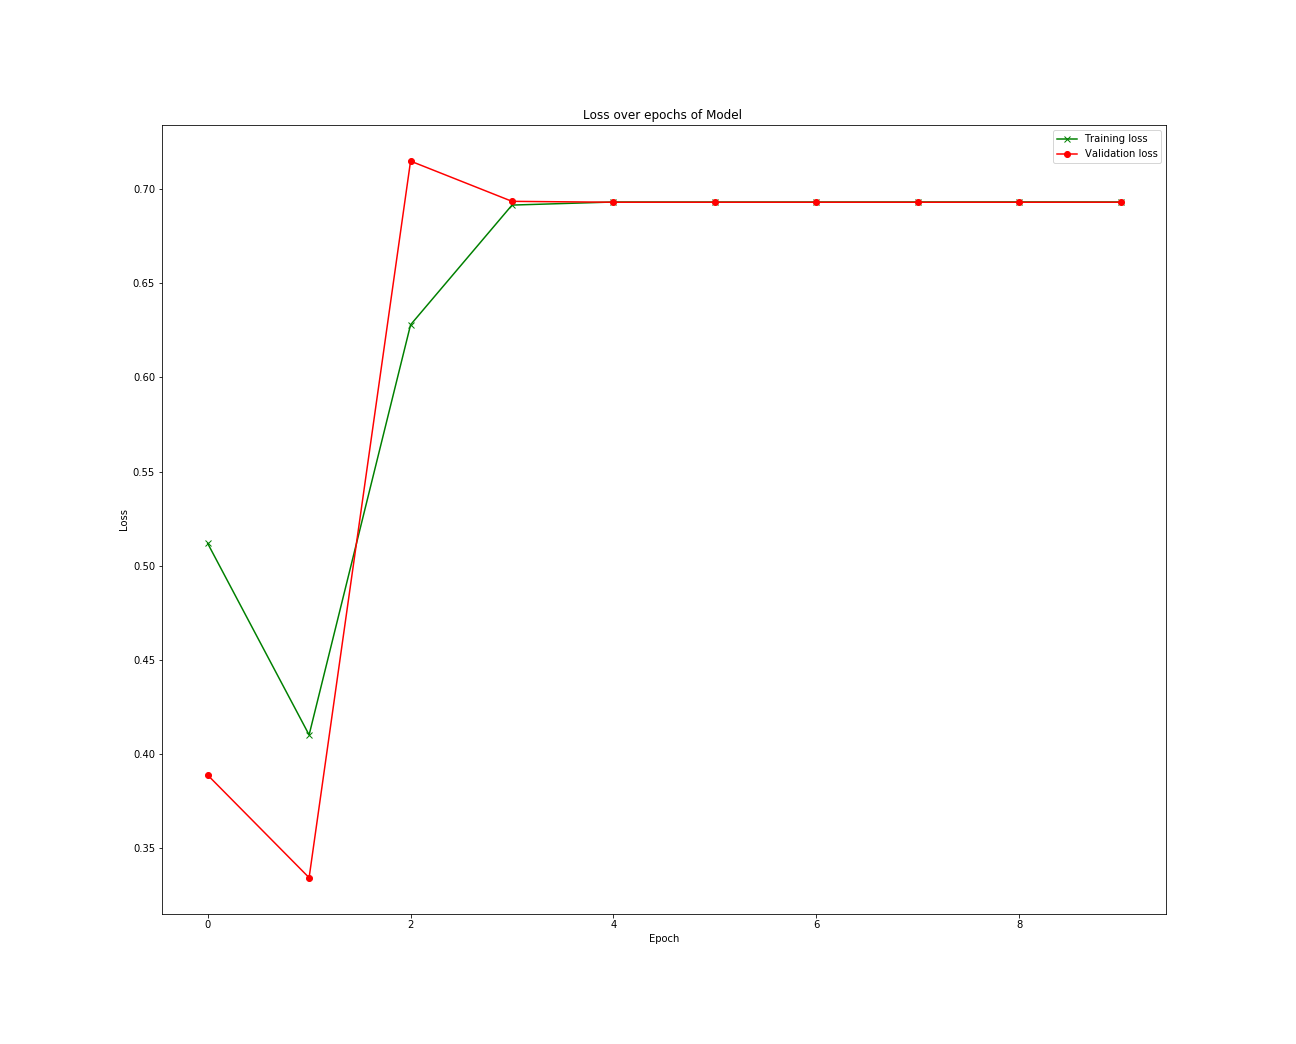 Loss over epochs of Model
Training loss
Validation loss
0.70
0.65
0.60
0.55
0.50
0.45
0.40
0.35
Loss
0 2 4 6 8
Epoch